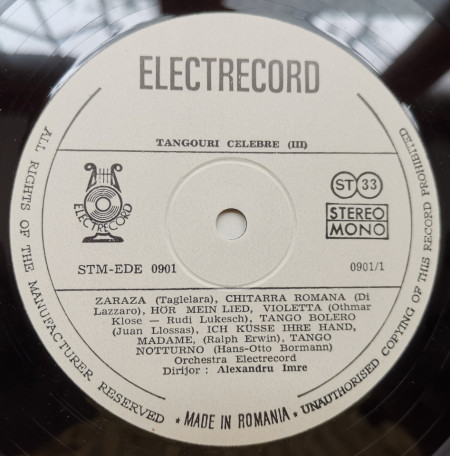 ELECTRECORD
TANGOURI CELEBRE (III)
ELECTRECORD
ST 33
STEREO
MONO
STM-EDE 0901
0901/1
ZARAZA (Taglelara), CHITARRA ROMANA (Di
Lazzaro), HÖR MEIN LIED, VIOLETTA (Othmar
Klose — Rudi Lukesch), TANGO BOLERO
(Juan Llossas), ICH KÜSSE IHRE HAND,
MADAME, (Ralph Erwin), TANGO
NOTTURNO (Hans-Otto Bormann)
Orchestra Electrecord
Dirijor : Alexandru Imre
ALL RIGHTS OF THE MANUFACTURER RESERVED * MADE IN ROMANIA * UNAUTHORISED COPYING OF THIS RECORD PROHIBITED